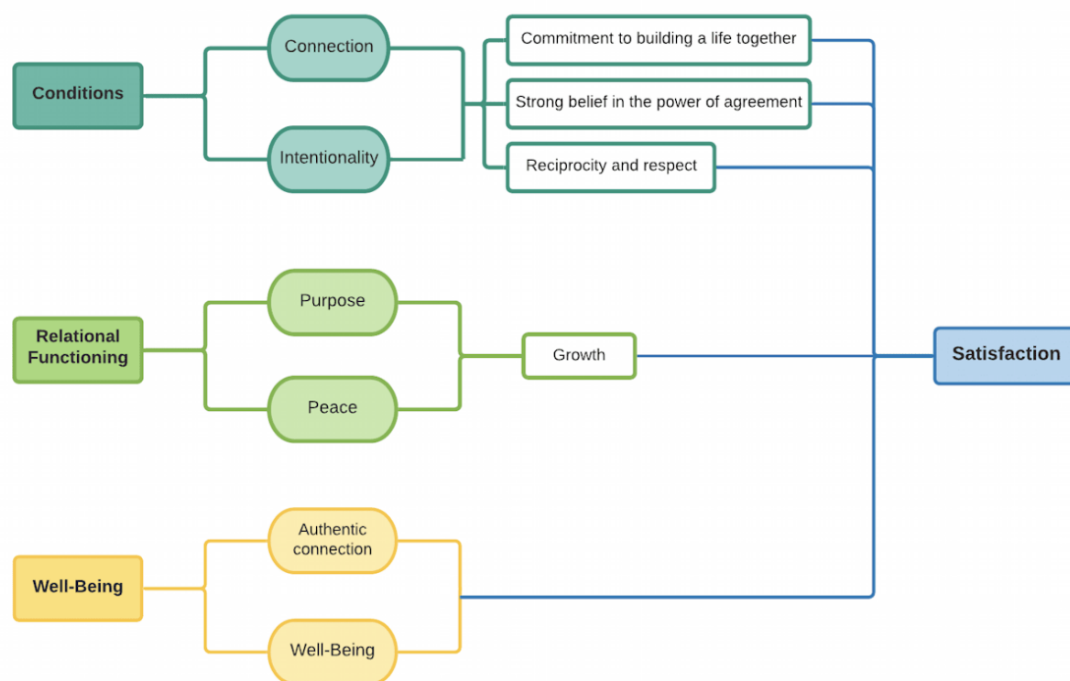 Conditions
Connection
Intentionality
Commitment to building a life together
Strong belief in the power of agreement
Reciprocity and respect
Relational
Functioning
Purpose
Peace
Growth
Satisfaction
Well-Being
Authentic
connection
Well-Being